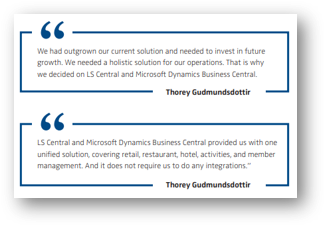 “
We had outgrown our current solution and needed to invest in future
growth. We needed a holistic solution for our operations. That is why
we decided on LS Central and Microsoft Dynamics Business Central.
Thorey Gudmundsdottir
“
LS Central and Microsoft Dynamics Business Central provided us with one
unified solution, covering retail, restaurant, hotel, activities, and member
management. And it does not require us to do any integrations.”
Thorey Gudmundsdottir